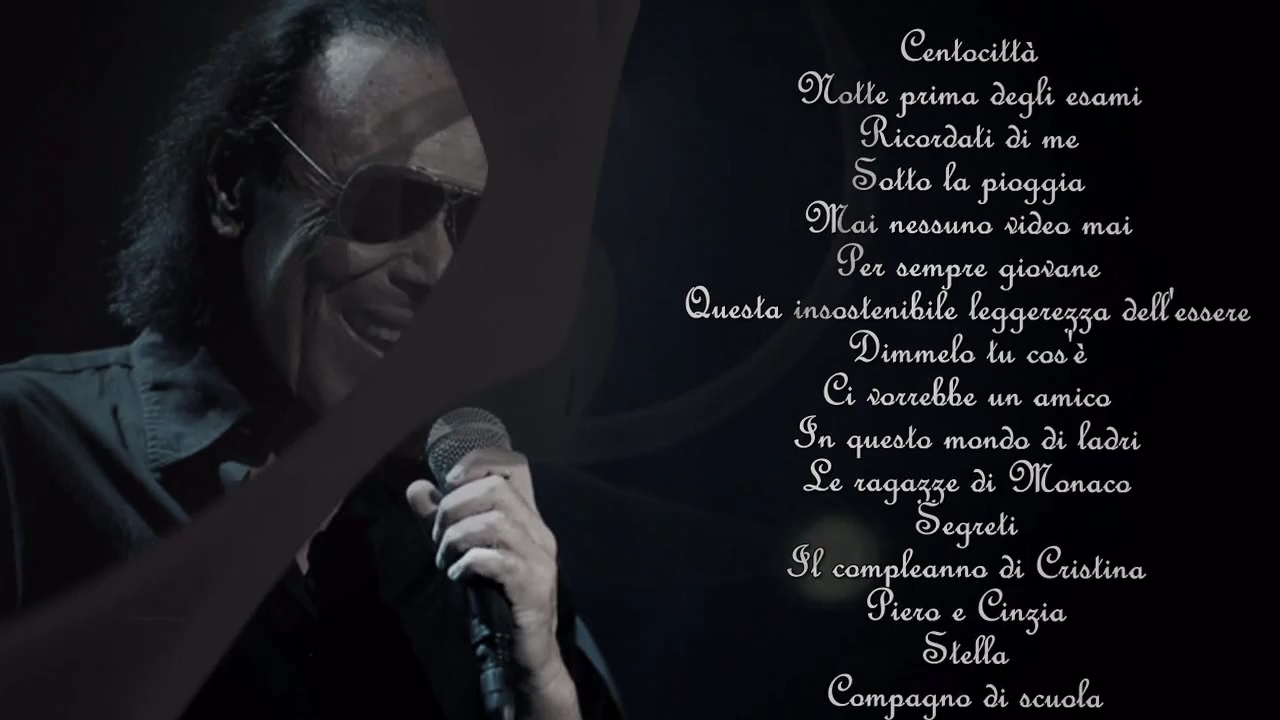 Centocittà
Notte prima degli esami
Ricordati di me
Sotto la pioggia
Mai nessuno video mai
Per sempre giovane
Questa insostenibile leggerezza dell'essere
Dimmelo tu cos'è
Ci vorrebbe un amico
In questo mondo di ladri
Le ragazze di Monaco
Segreti
Il compleanno di Cristina
Piero e Cinzia
Stella
Compagno di scuola